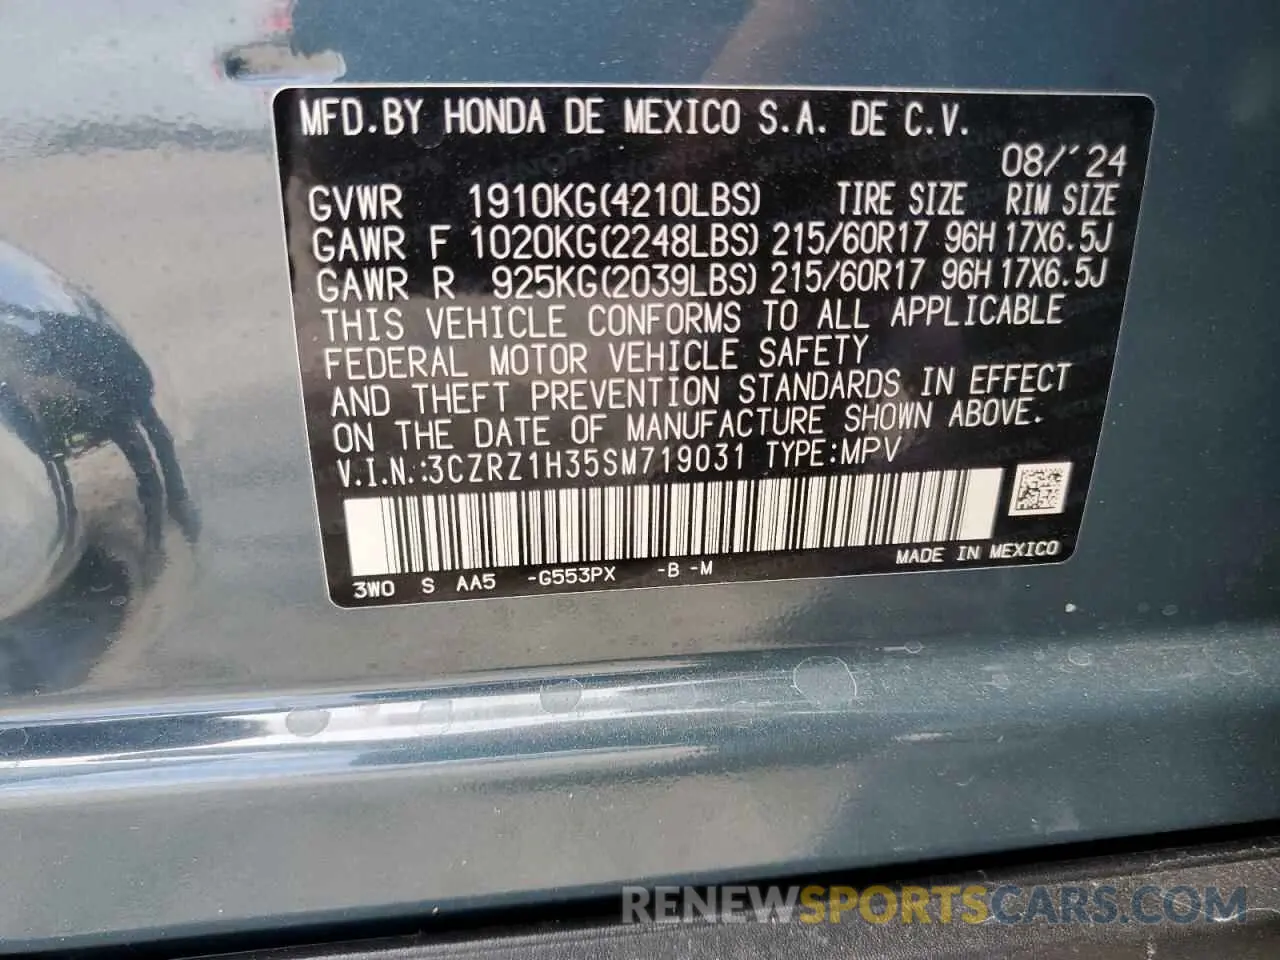 MFD.BY HONDA DE MEXICO S.A. DE C.V.
08/´24
GVWR 1910KG(4210LBS) TIRE SIZE RIM SIZE
GAWR F 1020KG(2248LBS) 215/60R17 96H 17X6.5J
GAWR R 925KG(2039LBS) 215/60R17 96H 17X6.5J
THIS VEHICLE CONFORMS TO ALL APPLICABLE
FEDERAL MOTOR VEHICLE SAFETY
AND THEFT PREVENTION STANDARDS IN EFFECT
ON THE DATE OF MANUFACTURE SHOWN ABOVE.
V.I.N.:3CZRZ1H35SM719031 TYPE:MPV
MADE IN MEXICO
3WO S AA5 -G553PX -B -M
RENEWSPORTSCARS.COM